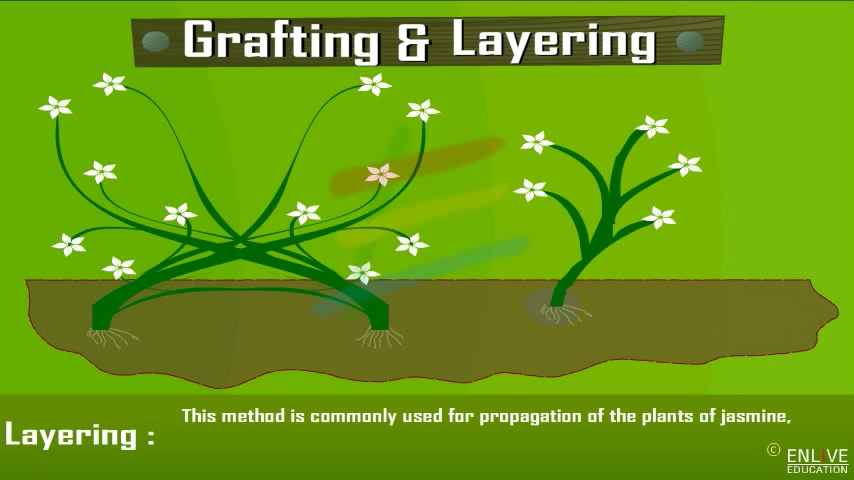 Grafting & Layering
This method is commonly used for propagation of the plants of jasmine,
Layering :
© ENLIVE
EDUCATION